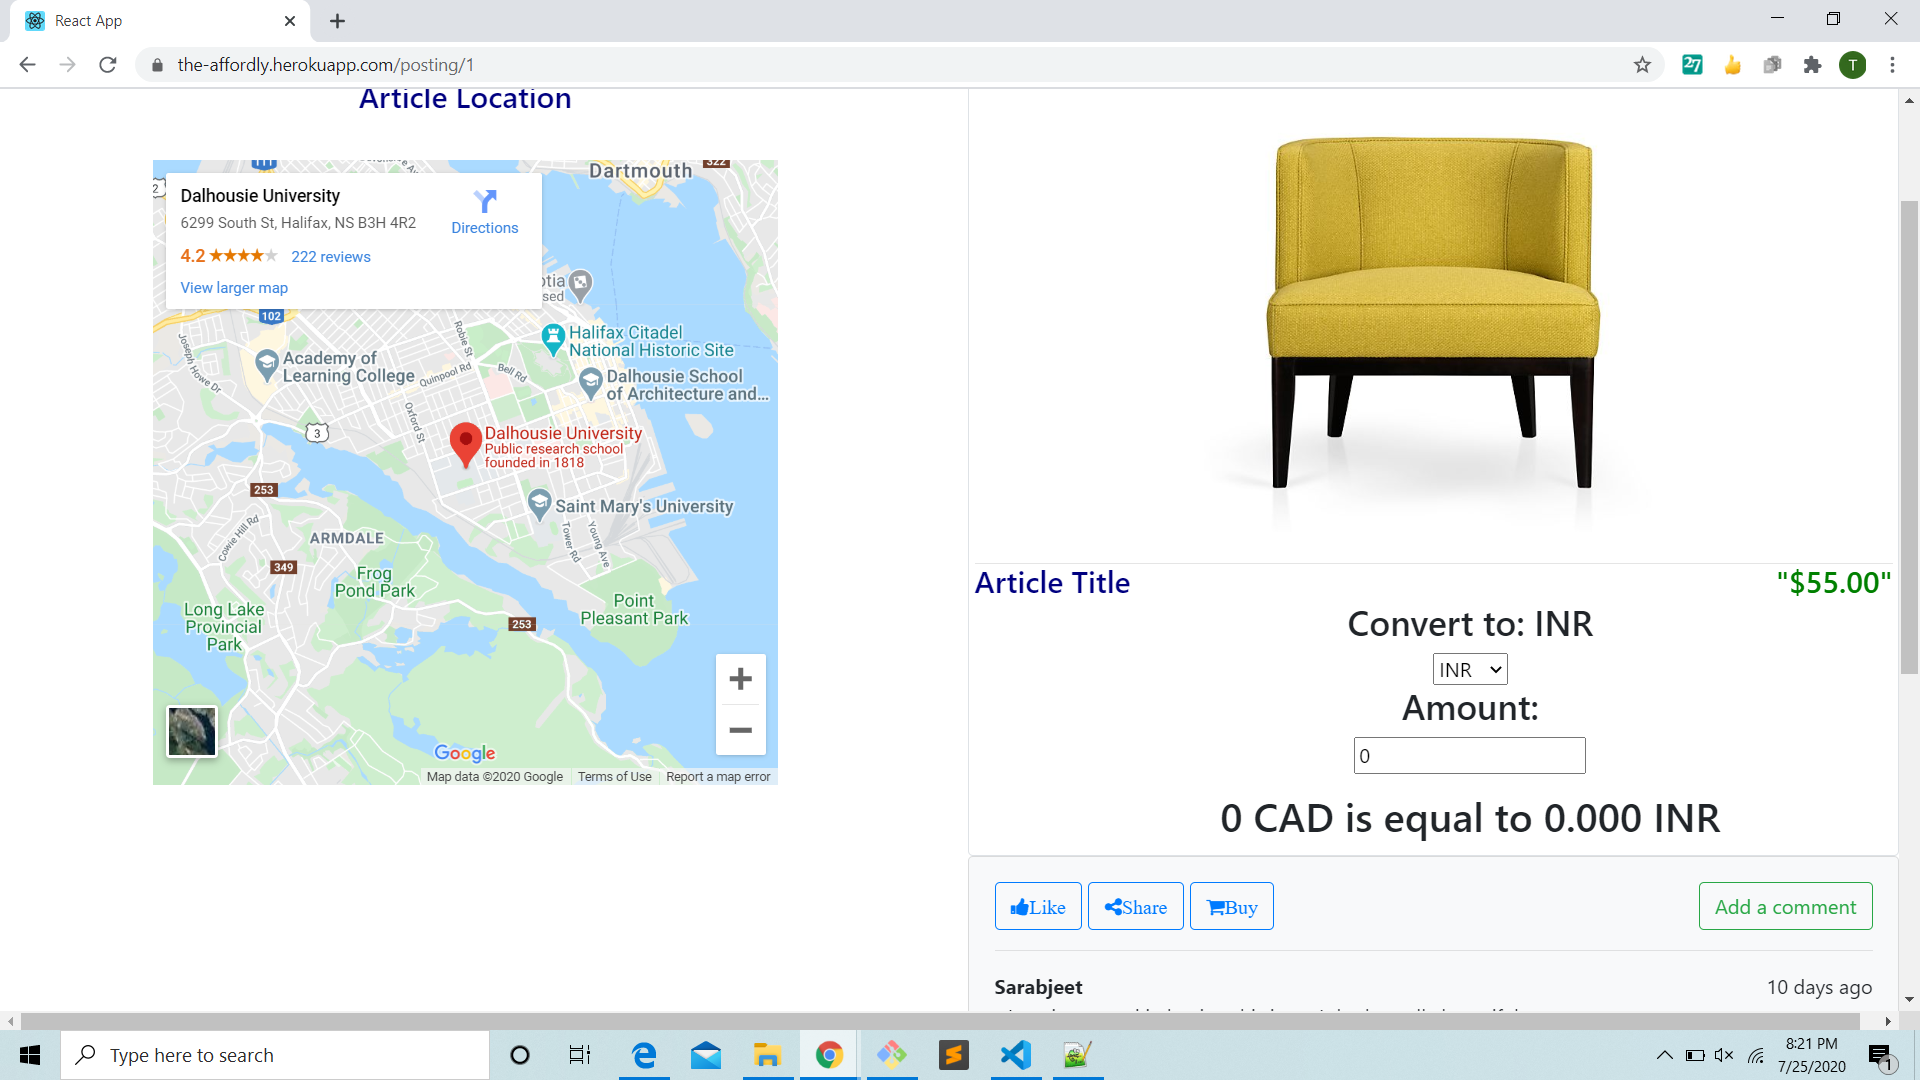 React App
the-affordly.herokuapp.com/posting/1
27
T
Article Location
111
322
Dartmouth
2
Dalhousie University
6299 South St, Halifax, NS B3H 4R2
Directions
4.2
222 reviews
View larger map
otia
sed
102
Joseph Howe Dr
Robie St
Halifax Citadel
National Historic Site
Academy of
Learning College
Quinpool Rd
Bell Rd
Dalhousie School
of Architecture and...
Oxford St
3
Dalhousie University
Public research school
founded in 1818
253
Saint Mary's University
Cowie Hill Rd
Tower Rd
Young Ave
ARMDALE
349
Frog
Pond Park
Long Lake
Provincial
Park
Point
Pleasant Park
253
Google
Map data ©2020 Google
Terms of Use
Report a map error
Article Title
"$55.00"
Convert to: INR
INR
Amount:
0
0 CAD is equal to 0.000 INR
Like
Share
Buy
Add a comment
Sarabjeet
10 days ago
Type here to search
8:21 PM
7/25/2020
1